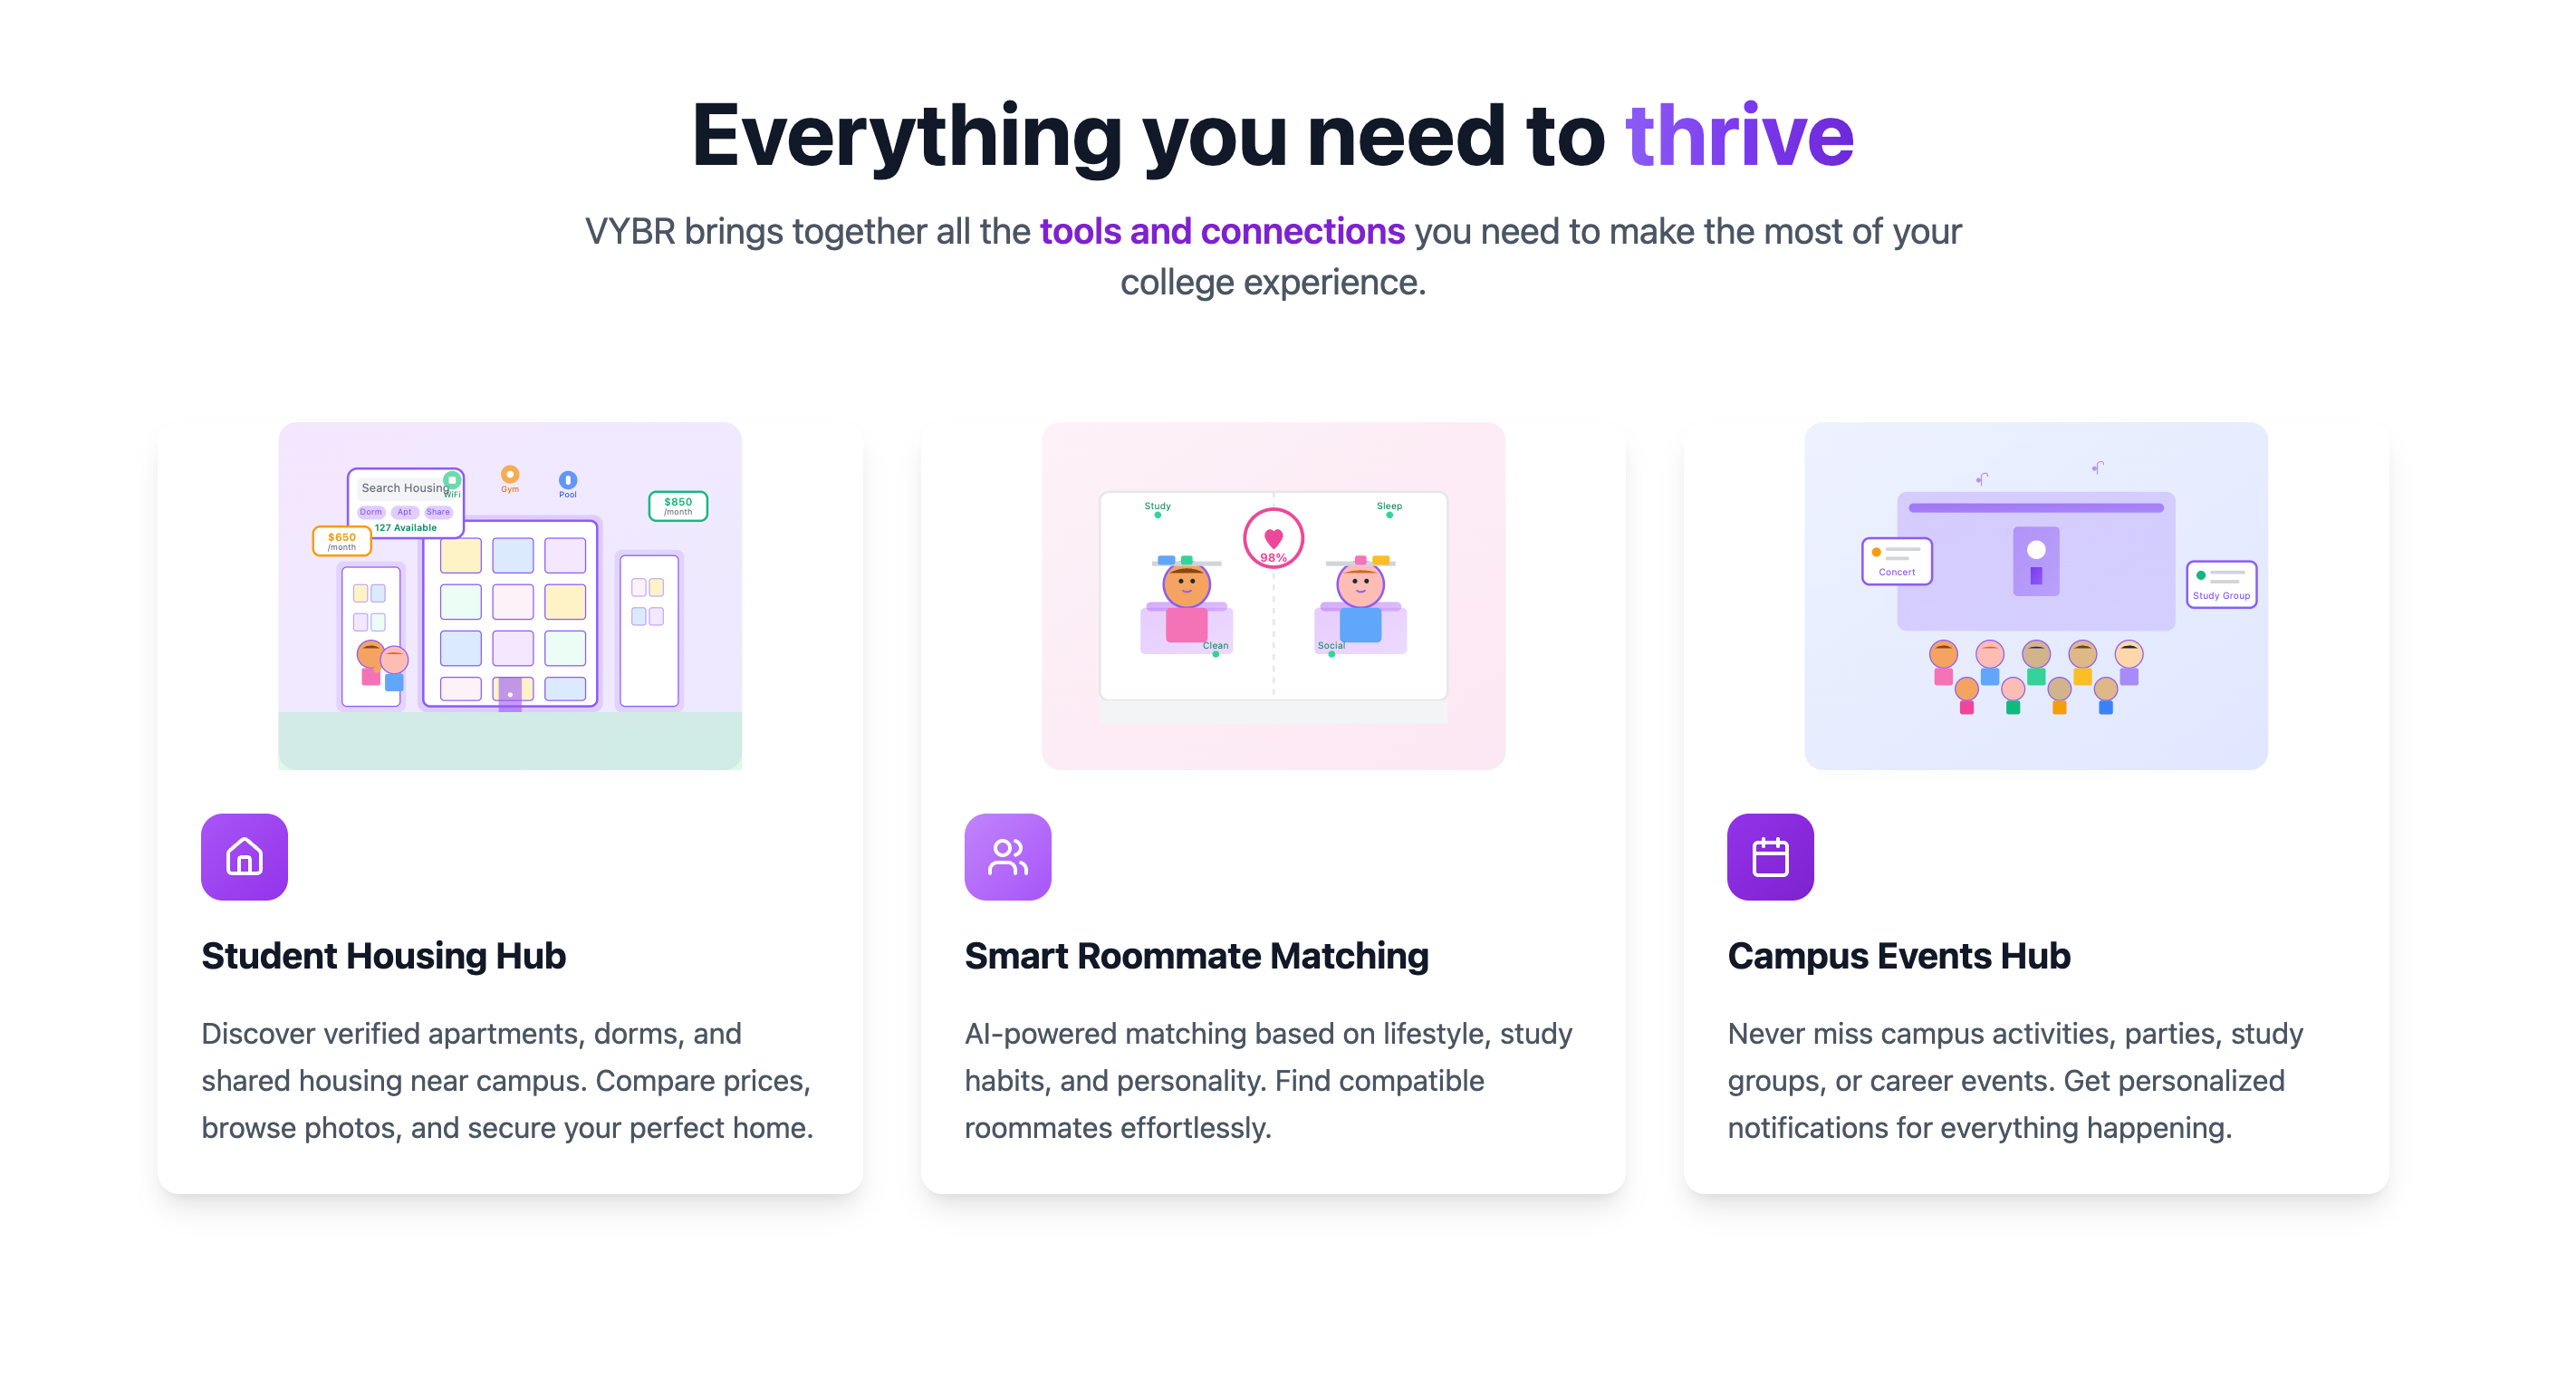 Everything you need to thrive
VYBR brings together all the tools and connections you need to make the most of your
college experience.
Search Housing
WiFi
Gym
Pool
Dorm Apt Share
127 Available
$650
/month
$850
/month
Study
Sleep
98%
Clean
Social
Concert
Study Group
Student Housing Hub
Discover verified apartments, dorms, and
shared housing near campus. Compare prices,
browse photos, and secure your perfect home.
Smart Roommate Matching
AI-powered matching based on lifestyle, study
habits, and personality. Find compatible
roommates effortlessly.
Campus Events Hub
Never miss campus activities, parties, study
groups, or career events. Get personalized
notifications for everything happening.